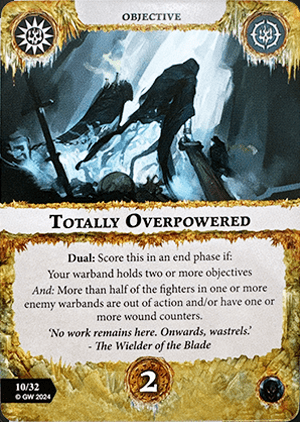 OBJECTIVE
TOTALLY OVERPOWERED
Dual: Score this in an end phase if:
Your warband holds two or more objectives
And: More than half of the fighters in one or more
enemy warbands are out of action and/or have one or
more wound counters.
'No work remains here. Onwards, wastrels.'
- The Wielder of the Blade
10/32
© GW 2024
2